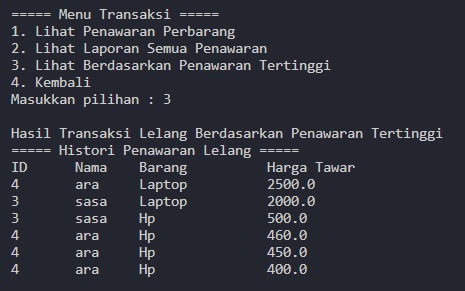 ===== Menu Transaksi =====
1. Lihat Penawaran Perbarang
2. Lihat Laporan Semua Penawaran
3. Lihat Berdasarkan Penawaran Tertinggi
4. Kembali
Masukkan pilihan : 3

Hasil Transaksi Lelang Berdasarkan Penawaran Tertinggi
===== Histori Penawaran Lelang =====
ID Nama Barang Harga Tawar
4 ara Laptop 2500.0
3 sasa Laptop 2000.0
3 sasa Hp 500.0
4 ara Hp 460.0
4 ara Hp 450.0
4 ara Hp 400.0